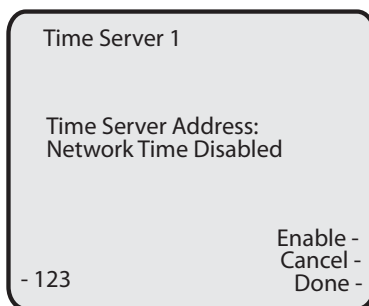 Time Server 1
Time Server Address:
Network Time Disabled
Enable -
Cancel -
- 123 Done -